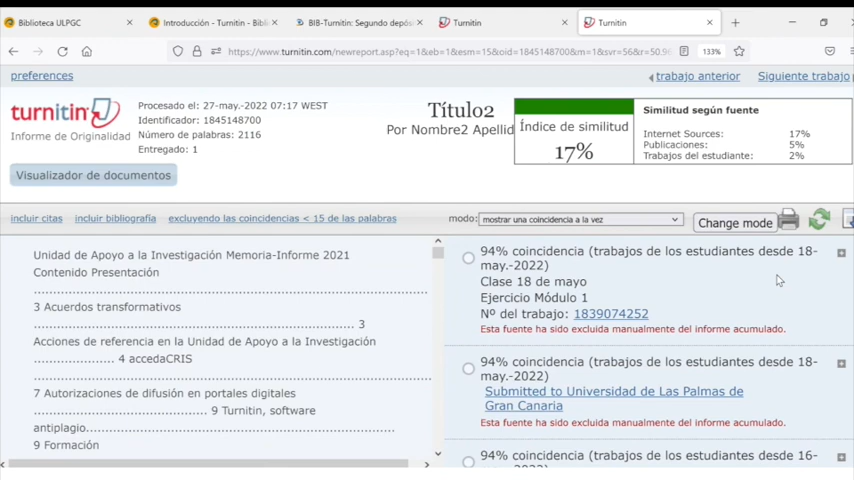 Biblioteca ULPGC
Introducción - Turnitin - Bibli
BIB-Turnitin: Segundo depós
Turnitin
Turnitin
https://www.turnitin.com/newreport.asp?eq=1&eb=1&esm=15&oid=1845148700&m=1&svr=56&r=50.96
133%
preferences
trabajo anterior
Siguiente trabajo
turnitin
Informe de Originalidad
Procesado el: 27-may.-2022 07:17 WEST
Identificador: 1845148700
Número de palabras: 2116
Entregado: 1
Título2
Por Nombre2 Apellid
Índice de similitud
17%
Similitud según fuente
Internet Sources: 17%
Publicaciones: 5%
Trabajos del estudiante: 2%
Visualizador de documentos
incluir citas
incluir bibliografía
excluyendo las coincidencias < 15 de las palabras
modo:
mostrar una coincidencia a la vez
Change mode
Unidad de Apoyo a la Investigación Memoria-Informe 2021
Contenido Presentación
........................................................................................................
3 Acuerdos transformativos
.................................................................................... 3
Acciones de referencia en la Unidad de Apoyo a la Investigación
..................... 4 accedaCRIS
........................................................................................................
7 Autorizaciones de difusión en portales digitales
............................................. 9 Turnitin, software
antiplagio...............................................................................
9 Formación
94% coincidencia (trabajos de los estudiantes desde 18-
may.-2022)
Clase 18 de mayo
Ejercicio Módulo 1
Nº del trabajo: 1839074252
Esta fuente ha sido excluida manualmente del informe acumulado.
94% coincidencia (trabajos de los estudiantes desde 18-
may.-2022)
Submitted to Universidad de Las Palmas de
Gran Canaria
Esta fuente ha sido excluida manualmente del informe acumulado.
94% coincidencia (trabajos de los estudiantes desde 16-